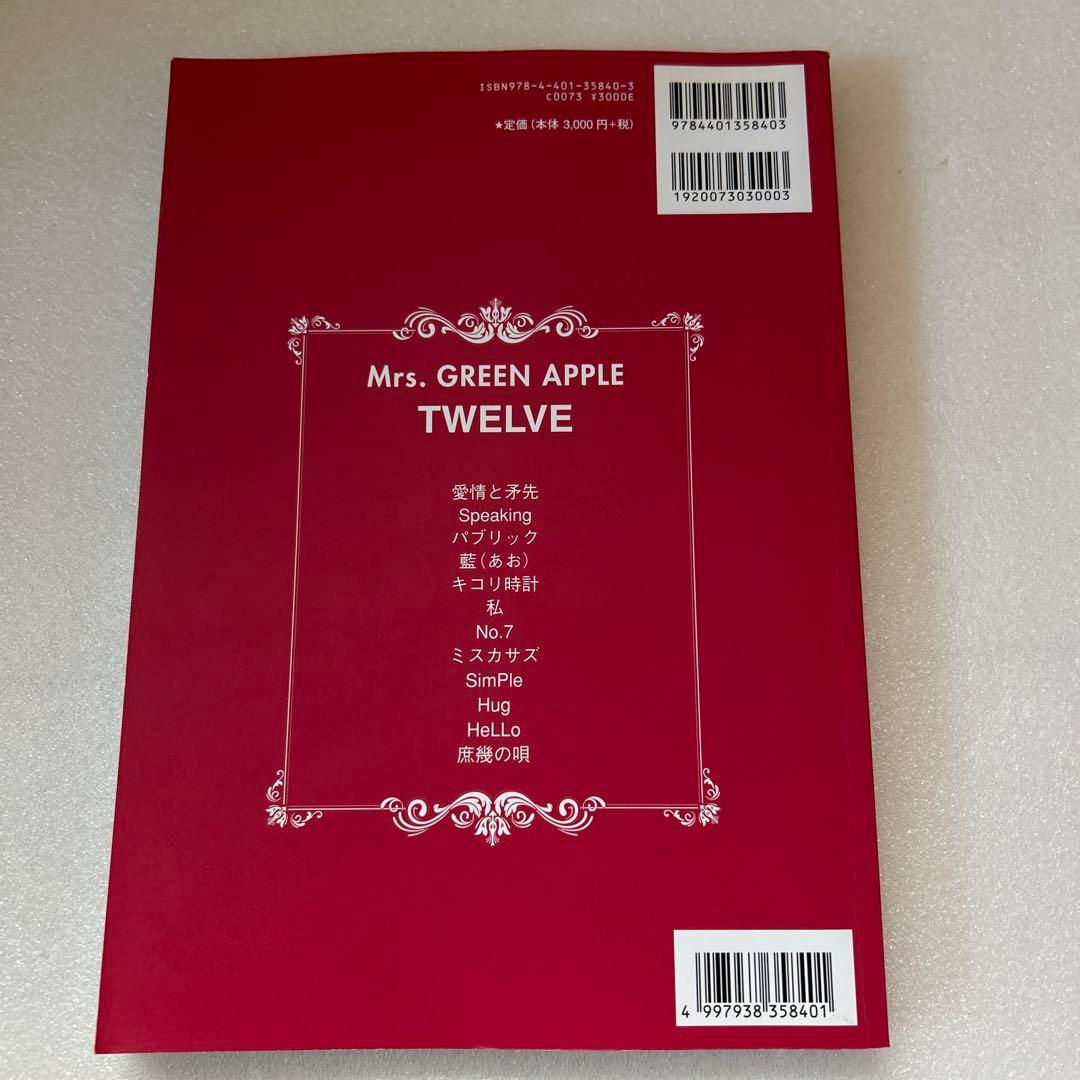 ISBN978-4-401-35840-3
C0073 ¥3000E
★定価(本体 3,000 円+税)
9784401358403
1920073030003
Mrs. GREEN APPLE
TWELVE
愛情と矛先
Speaking
パブリック
藍(あお)
キコリ時計
私
No.7
ミスカサズ
SimPle
Hug
HeLLo
庶幾の唄
4 997938 358401